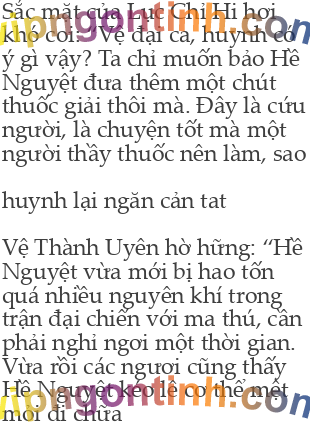 Sắc mặt của Lục Chỉ Hi hơi
khó coi: "Vệ đại ca, huynh có
ý gì vậy? Ta chỉ muốn bảo Hề
Nguyệt đưa thêm một chút
thuốc giải thôi mà. Đây là cứu
người, là chuyện tốt mà một
người thầy thuốc nên làm, sao
huynh lại ngăn cản tat
Vệ Thành Uyên hờ hững: "Hề
Nguyệt vừa mới bị hao tốn
quá nhiều nguyên khí trong
trận đại chiến với ma thú, cần
phải nghỉ ngơi một thời gian.
Vừa rồi các ngươi cũng thấy
Hề Nguyệt kéo lê cơ thể mệt
mỏi đi chữa